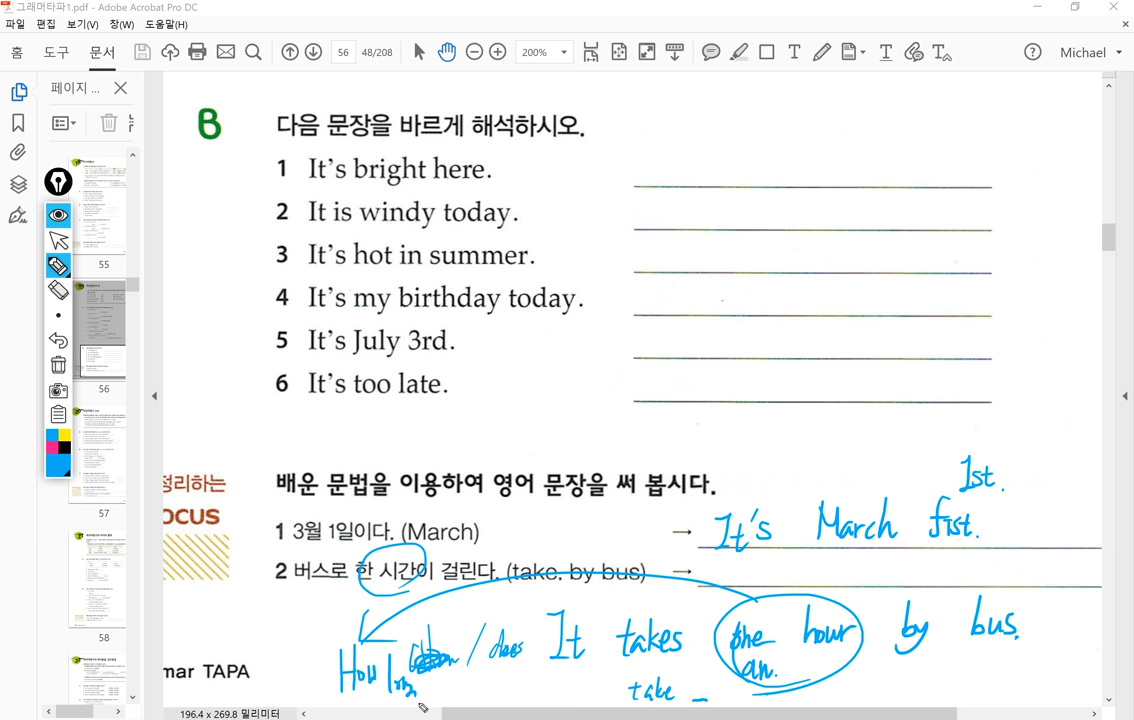 그래머타파1.pdf - Adobe Acrobat Pro DC
파일 편집 보기(V) 창(W) 도움말(H)
홈 도구 문서 56 48/208 200% Michael
페이지 ...
55
56
57
58
B 다음 문장을 바르게 해석하시오.
1 It's bright here.
2 It is windy today.
3 It's hot in summer.
4 It's my birthday today.
5 It's July 3rd.
6 It's too late.
정리하는
OCUS
배운 문법을 이용하여 영어 문장을 써 봅시다.
1st.
1 3월 1일이다. (March) → It's March fist.
2 버스로 한 시간이 걸린다. (take, by bus) →
How long / does It takes one hour by bus.
an.
take
mar TAPA
196.4 x 269.8 밀리미터